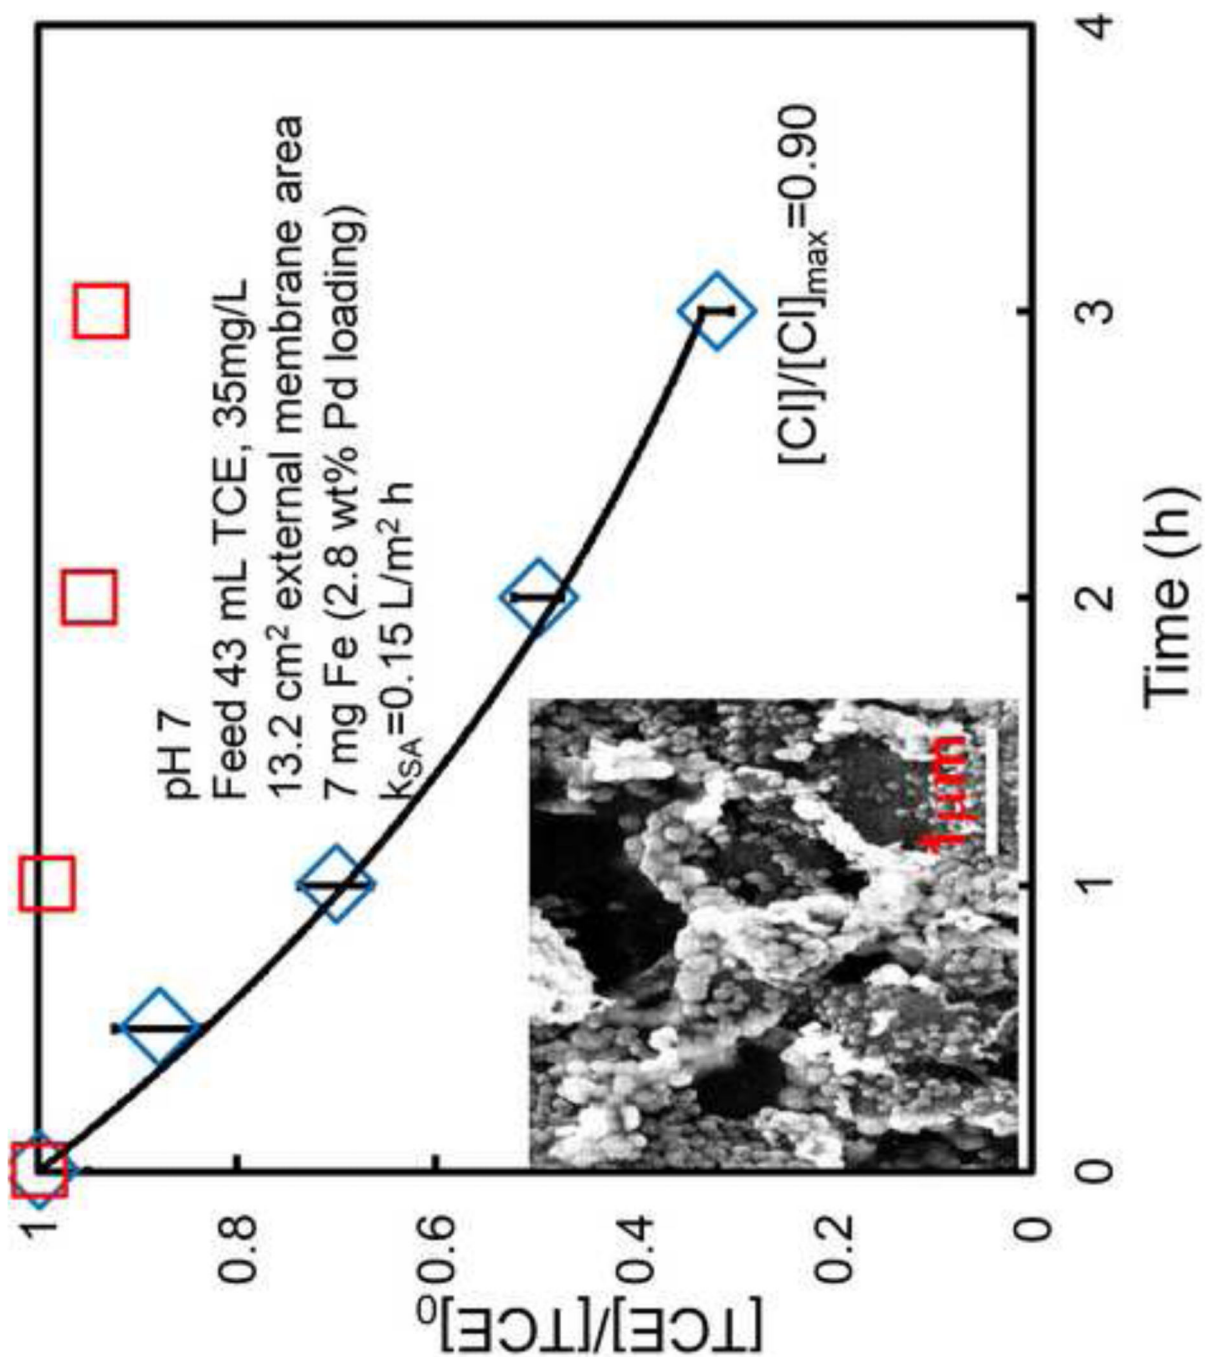 [TCE]/[TCE]₀
1
0.8
0.6
0.4
0.2
0
pH 7
Feed 43 mL TCE, 35mg/L
13.2 cm² external membrane area
7 mg Fe (2.8 wt% Pd loading)
kSA=0.15 L/m² h
[Cl]/[Cl]max=0.90
1 μm
0
1
2
3
4
Time (h)